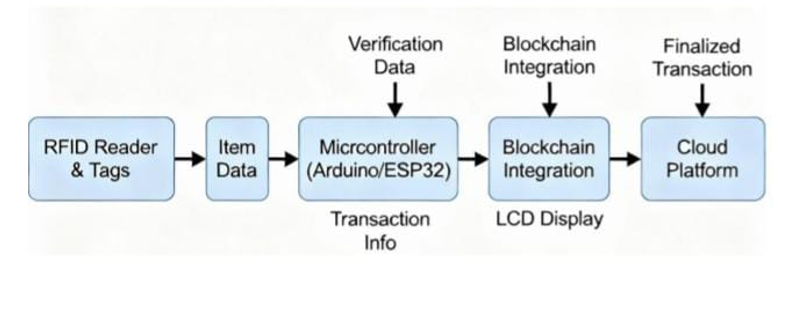 Verification
Data
Blockchain
Integration
Finalized
Transaction
RFID Reader
& Tags
Item
Data
Micrcontroller
(Arduino/ESP32)
Blockchain
Integration
Cloud
Platform
Transaction
Info
LCD Display